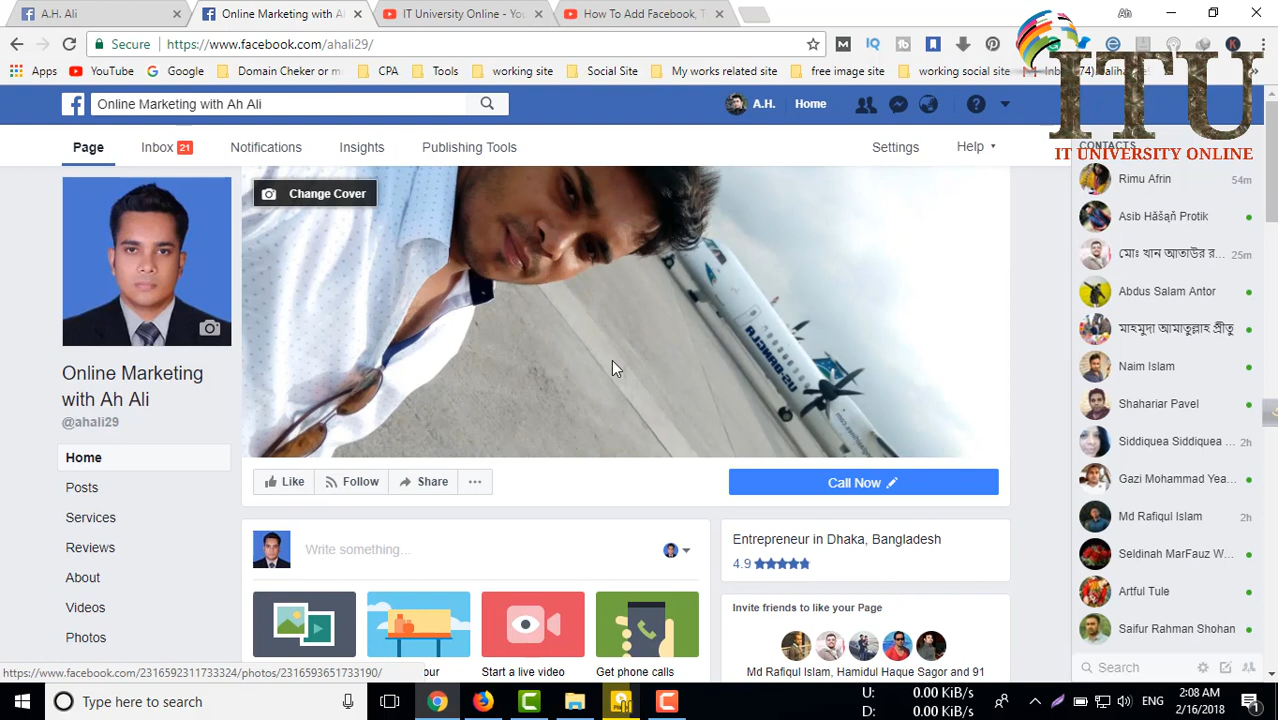 A.H. Ali
Online Marketing with A
IT University Online - You
How To Add Facebook, T
Ah
Secure
https://www.facebook.com/ahali29/
Apps
YouTube
Google
Domain Cheker or m
CPA
Tools
working site
Social Site
My works related site
free image site
working social site
ITU
IT UNIVERSITY ONLINE
Online Marketing with Ah Ali
A.H.
Home
Page
Inbox 21
Notifications
Insights
Publishing Tools
Settings
Help
Change Cover
US-BANGLA
Online Marketing
with Ah Ali
@ahali29
Home
Posts
Services
Reviews
About
Videos
Photos
Like
Follow
Share
Call Now
Write something...
Start a live video
Get phone calls
Entrepreneur in Dhaka, Bangladesh
4.9
Invite friends to like your Page
Md Rafiqul Islam, Hamidul Haque Sagor and 91
CONTACTS
Rimu Afrin 54m
Asib Hăšąñ Protik
মোঃ খান আতাউর র... 25m
Abdus Salam Antor
মাহমুদা আমাতুল্লাহ প্রীতু
Naim Islam
Shahariar Pavel
Siddiquea Siddiquea ... 2h
Gazi Mohammad Yea...
Md Rafiqul Islam 2h
Seldinah MarFauz W...
Artful Tule
Saifur Rahman Shohan
Search
https://www.facebook.com/2316592311733324/photos/2316593651733190/
Type here to search
U: 0.00 KiB/s
D: 0.00 KiB/s
ENG
2:08 AM
2/16/2018